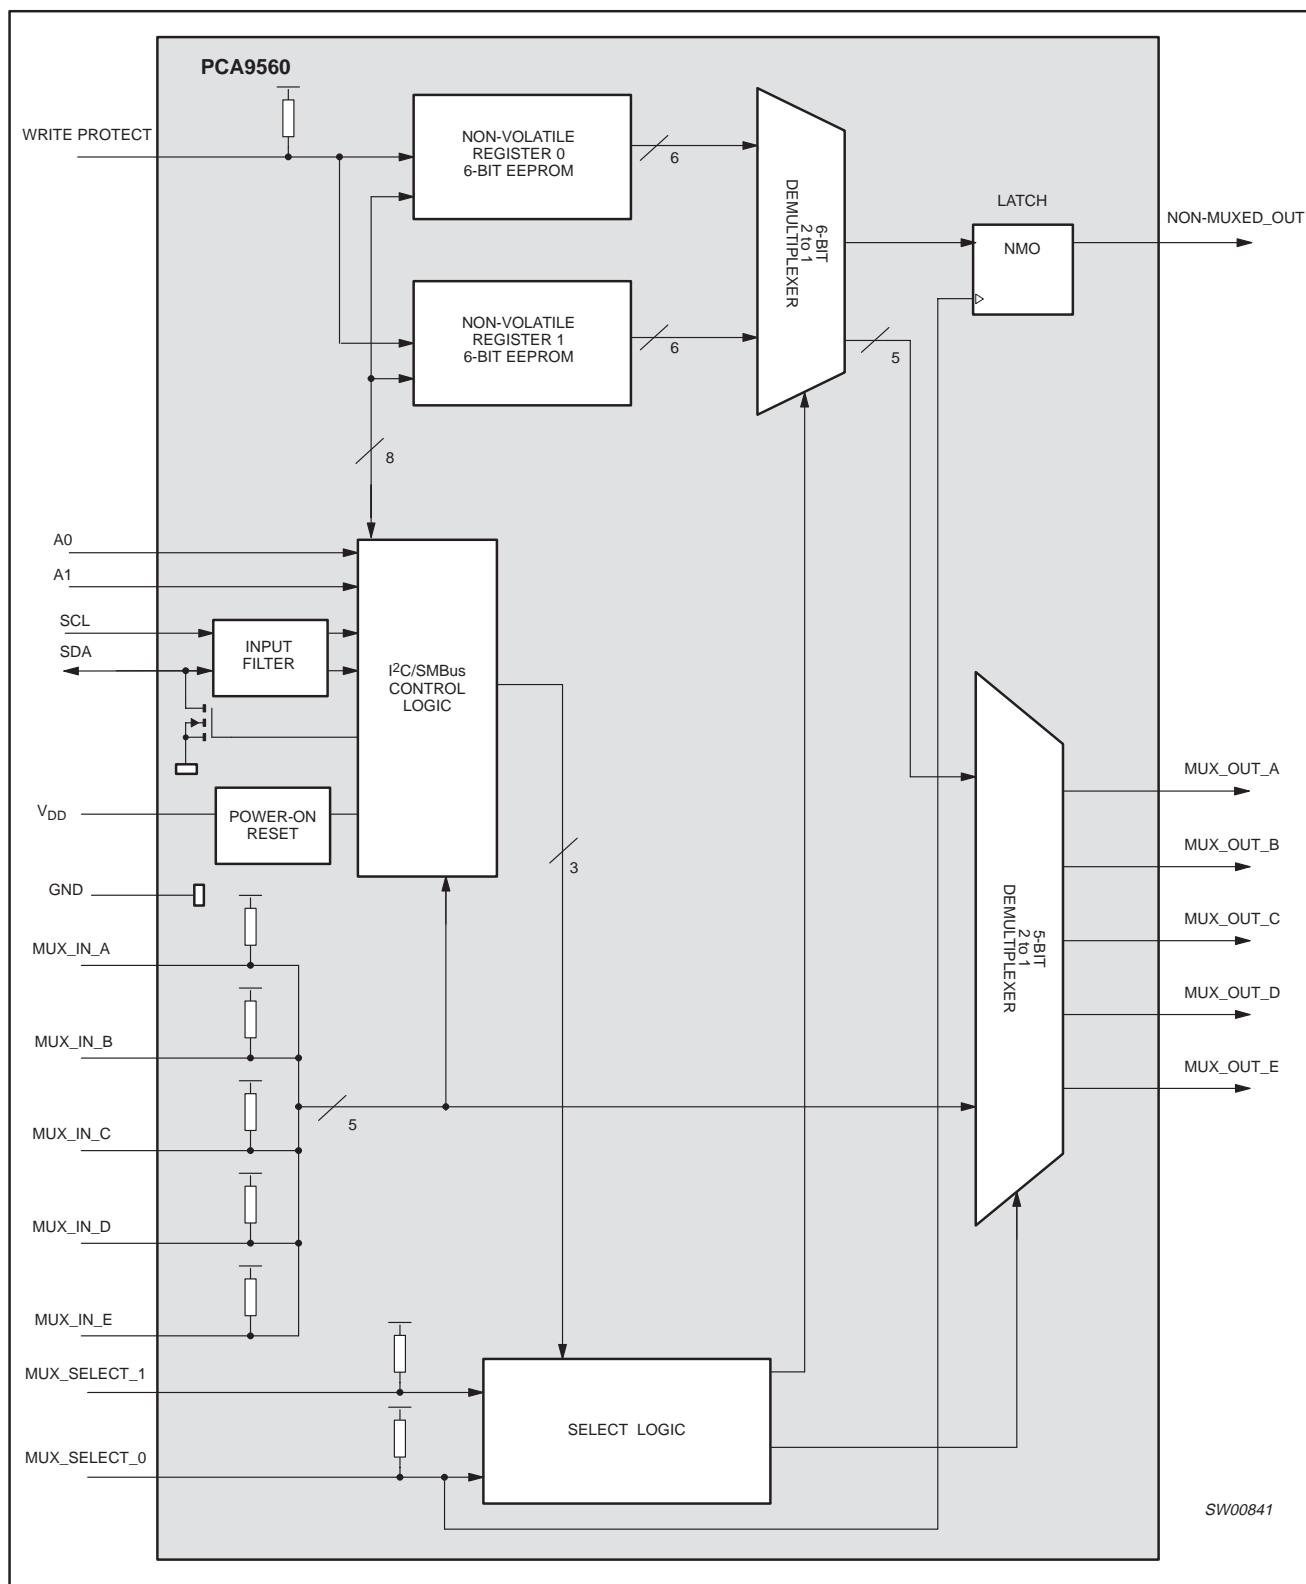 PCA9560
WRITE PROTECT
NON-VOLATILE
REGISTER 0
6-BIT EEPROM
6
6-BIT
2 to 1
DEMULTIPLEXER
LATCH
NMO
NON-MUXED_OUT
NON-VOLATILE
REGISTER 1
6-BIT EEPROM
6
5
8
A0
A1
SCL
SDA
INPUT
FILTER
I²C/SMBus
CONTROL
LOGIC
VDD
POWER-ON
RESET
3
GND
MUX_IN_A
MUX_IN_B
MUX_IN_C
5
MUX_IN_D
MUX_IN_E
5-BIT
2 to 1
DEMULTIPLEXER
MUX_OUT_A
MUX_OUT_B
MUX_OUT_C
MUX_OUT_D
MUX_OUT_E
MUX_SELECT_1
MUX_SELECT_0
SELECT LOGIC
SW00841